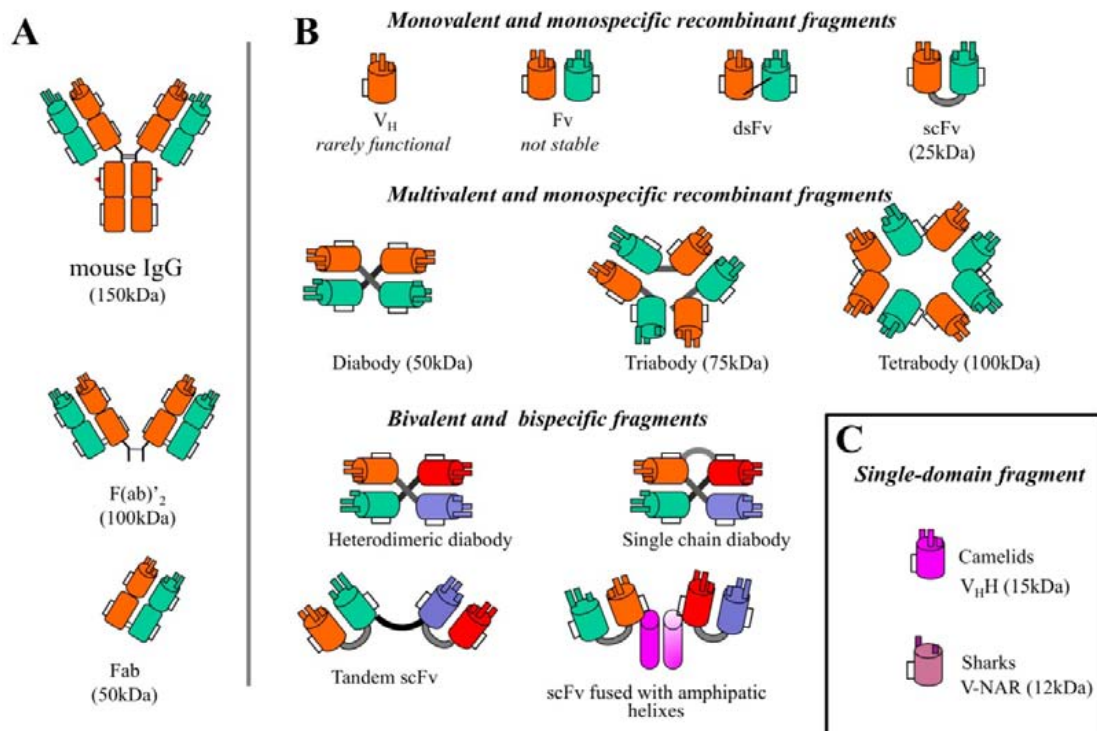 A
mouse IgG
(150kDa)
F(ab)’₂
(100kDa)
Fab
(50kDa)
B
Monovalent and monospecific recombinant fragments
V_H
rarely functional
Fv
not stable
dsFv
scFv
(25kDa)
Multivalent and monospecific recombinant fragments
Diabody (50kDa)
Triabody (75kDa)
Tetrabody (100kDa)
Bivalent and bispecific fragments
Heterodimeric diabody
Single chain diabody
Tandem scFv
scFv fused with amphipatic
helixes
C
Single-domain fragment
Camelids
V_HH (15kDa)
Sharks
V-NAR (12kDa)